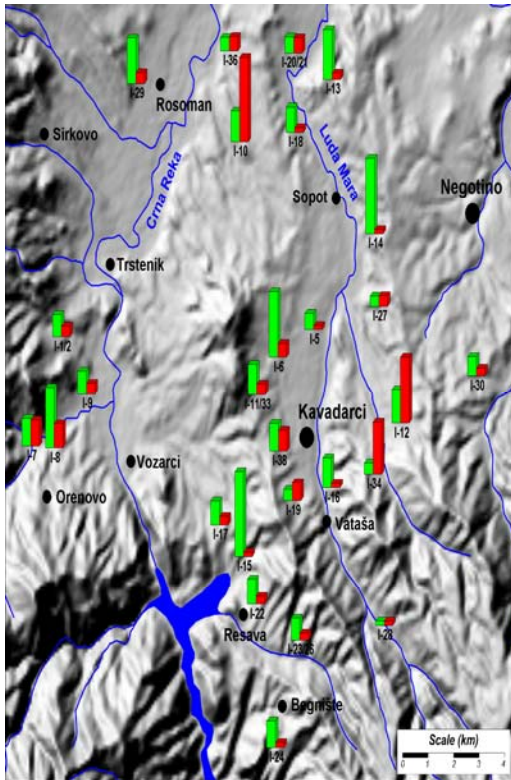 I-36
I-20/21
I-29
I-13
Rosoman
Sirkovo
I-10
I-18
Luda Mara
Crna Reka
Sopot
Negotino
I-14
Trstenik
I-27
I-1/2
I-5
I-6
I-30
I-9
I-11/33
I-12
Kavadarci
I-7
I-8
I-38
Vozarci
I-34
I-16
Orenovo
I-19
Vataša
I-17
I-15
I-22
Resava
I-28
I-23/26
Begnište
Scale (km)
0 1 2 3 4
I-24